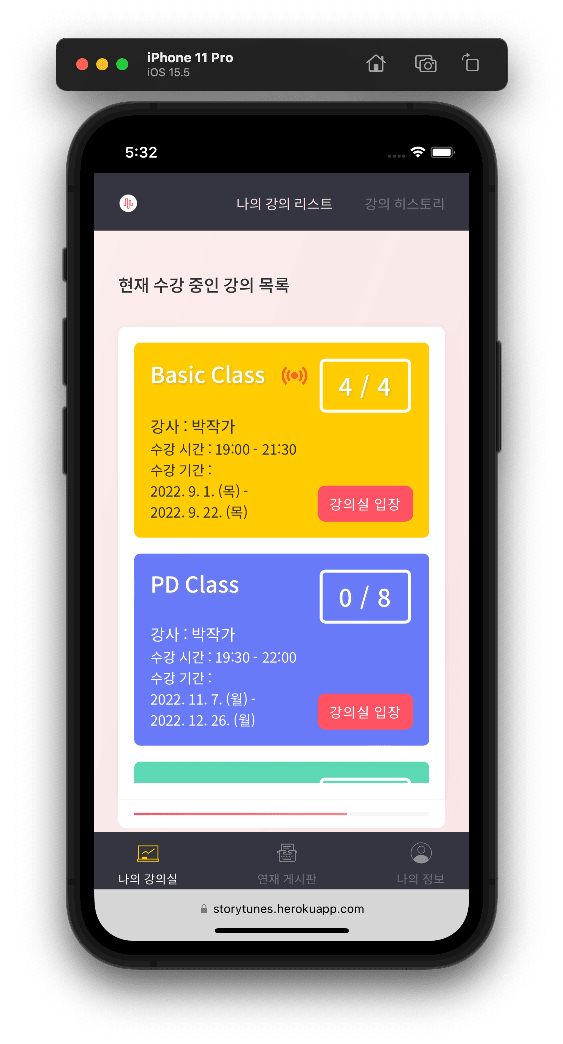 iPhone 11 Pro
iOS 15.5
5:32
나의 강의 리스트
강의 히스토리
현재 수강 중인 강의 목록
Basic Class
4 / 4
강사 : 박작가
수강 시간 : 19:00 - 21:30
수강 기간 :
2022. 9. 1. (목) -
2022. 9. 22. (목)
강의실 입장
PD Class
0 / 8
강사 : 박작가
수강 시간 : 19:30 - 22:00
수강 기간 :
2022. 11. 7. (월) -
2022. 12. 26. (월)
강의실 입장
나의 강의실
연재 게시판
나의 정보
storytunes.herokuapp.com